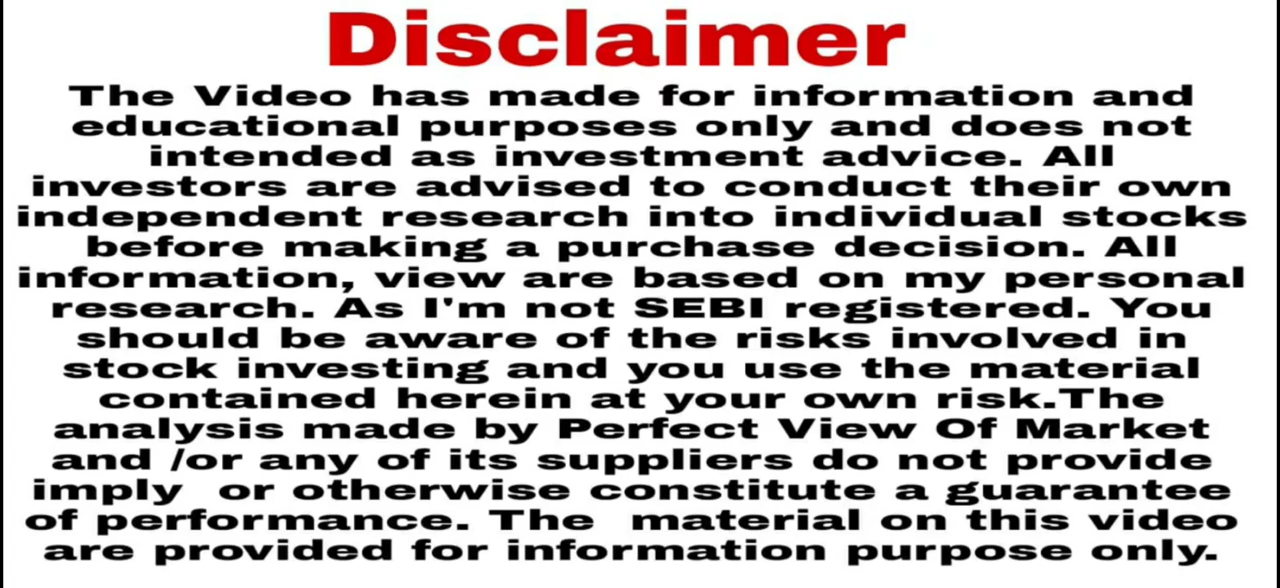 Disclaimer
The Video has made for information and
educational purposes only and does not
intended as investment advice. All
investors are advised to conduct their own
independent research into individual stocks
before making a purchase decision. All
information, view are based on my personal
research. As I'm not SEBI registered. You
should be aware of the risks involved in
stock investing and you use the material
contained herein at your own risk.The
analysis made by Perfect View Of Market
and /or any of its suppliers do not provide
imply  or otherwise constitute a guarantee
of performance. The  material on this video
are provided for information purpose only.